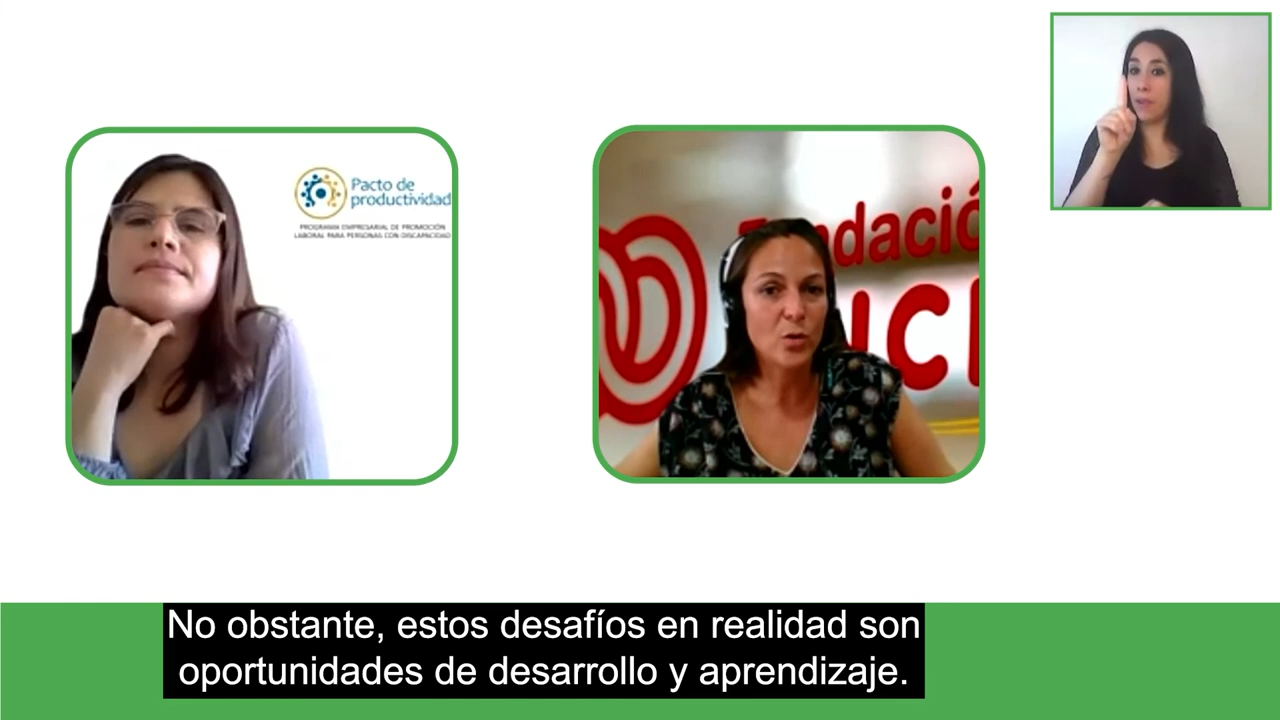 Pacto de
productividad
PROGRAMA EMPRESARIAL DE PROMOCIÓN
LABORAL PARA PERSONAS CON DISCAPACIDAD
No obstante, estos desafíos en realidad son
oportunidades de desarrollo y aprendizaje.